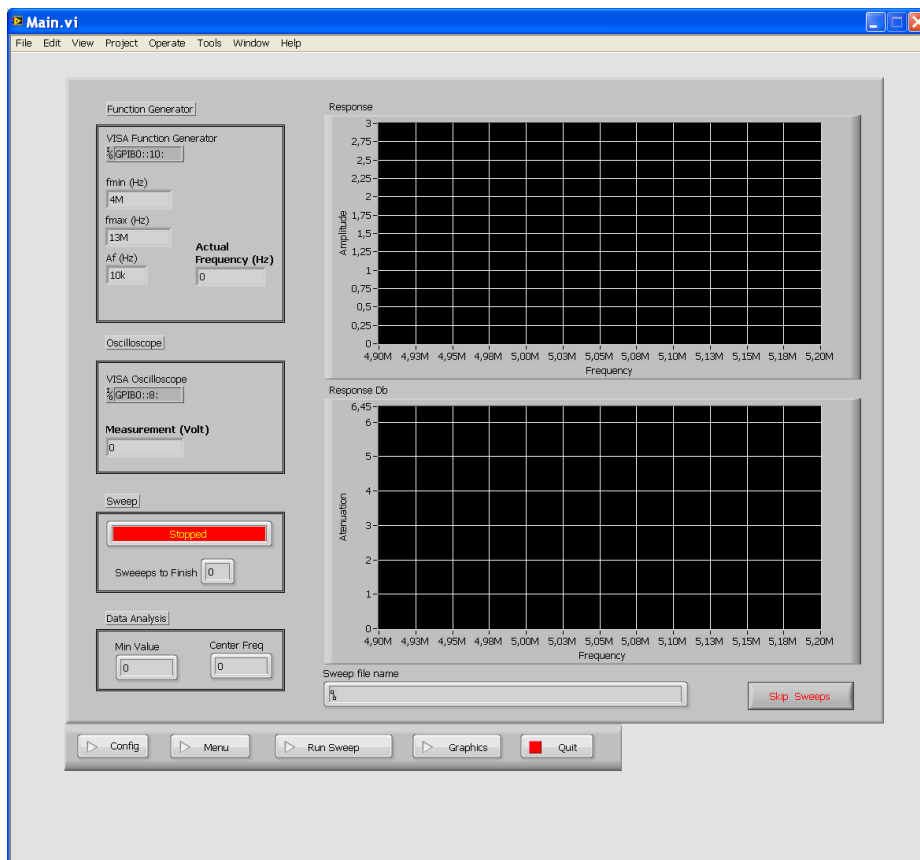 Main.vi
File Edit View Project Operate Tools Window Help
Function Generator
VISA Function Generator
GPIB0::10:
fmin (Hz)
4M
fmax (Hz)
13M
Af (Hz)
10k
Actual
Frequency (Hz)
0
Oscilloscope
VISA Oscilloscope
GPIB0::8:
Measurement (Volt)
0
Sweep
Stopped
Sweeeps to Finish 0
Data Analysis
Min Value
0
Center Freq
0
Response
Amplitude
3
2,75
2,5
2,25
2
1,75
1,5
1,25
1
0,75
0,5
0,25
0
4,90M 4,93M 4,95M 4,98M 5,00M 5,03M 5,05M 5,08M 5,10M 5,13M 5,15M 5,18M 5,20M
Frequency
Response Db
Atenuation
6,45
6
5
4
3
2
1
0
4,90M 4,93M 4,95M 4,98M 5,00M 5,03M 5,05M 5,08M 5,10M 5,13M 5,15M 5,18M 5,20M
Frequency
Sweep file name
Skip Sweeps
Config Menu Run Sweep Graphics Quit